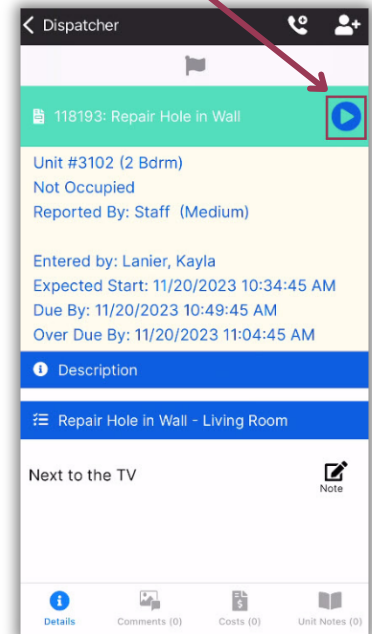 Dispatcher
118193: Repair Hole in Wall
Unit #3102 (2 Bdrm)
Not Occupied
Reported By: Staff (Medium)
Entered by: Lanier, Kayla
Expected Start: 11/20/2023 10:34:45 AM
Due By: 11/20/2023 10:49:45 AM
Over Due By: 11/20/2023 11:04:45 AM
Description
Repair Hole in Wall - Living Room
Next to the TV
Note
Details Comments (0) Costs (0) Unit Notes (0)